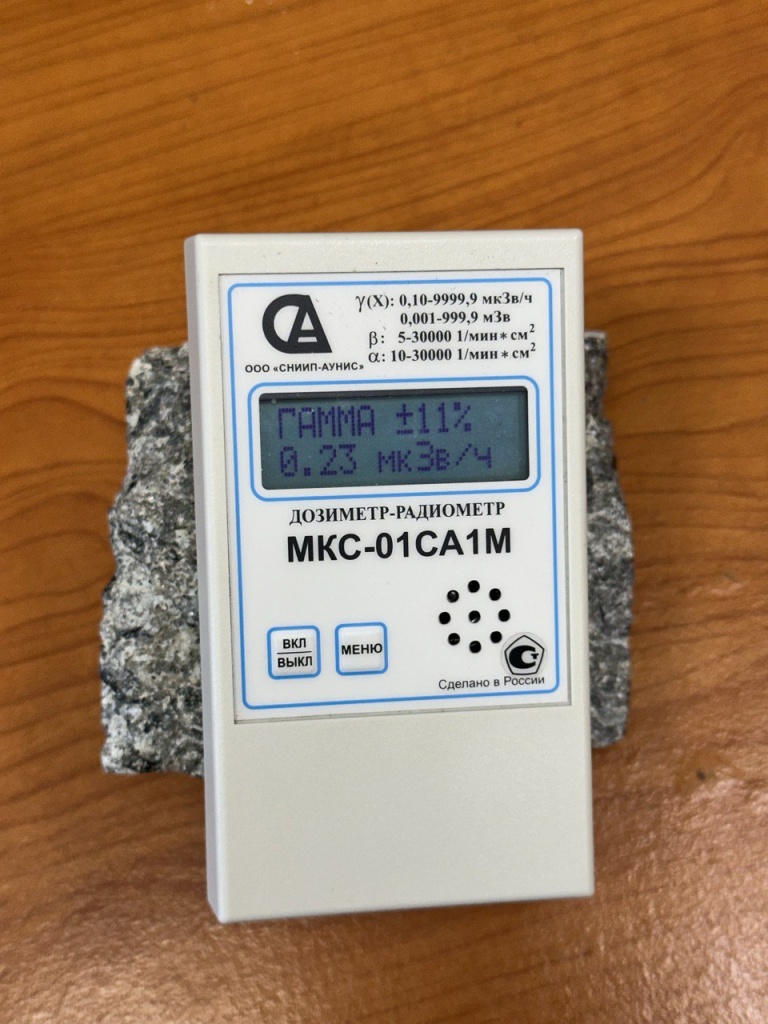 γ(X): 0,10-9999,9 мкЗв/ч
0,001-999,9 мЗв
β: 5-30000 1/мин*см²
α: 10-30000 1/мин*см²
СА
ООО «СНИИП-АУНИС»
ГАММА ±11%
0.23 мкЗв/ч
ДОЗИМЕТР-РАДИОМЕТР
МКС-01СА1М
ВКЛ
ВЫКЛ
МЕНЮ
Сделано в России